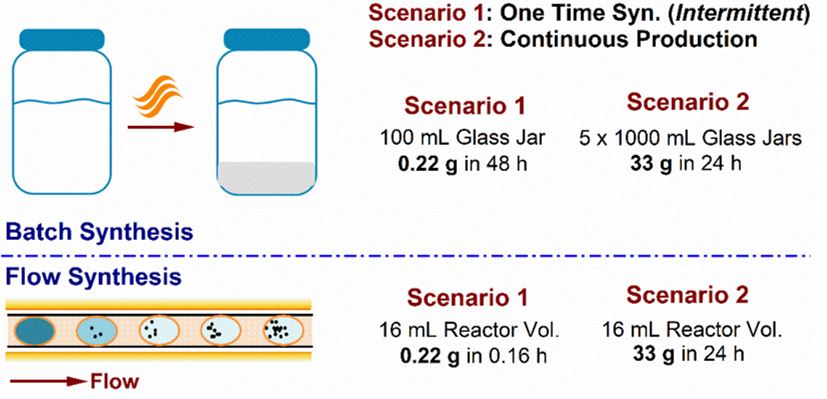 Scenario 1: One Time Syn. (Intermittent)
Scenario 2: Continuous Production
Scenario 1
100 mL Glass Jar
0.22 g in 48 h
Scenario 2
5 x 1000 mL Glass Jars
33 g in 24 h
Batch Synthesis
Flow Synthesis
Scenario 1
16 mL Reactor Vol.
0.22 g in 0.16 h
Scenario 2
16 mL Reactor Vol.
33 g in 24 h
Flow